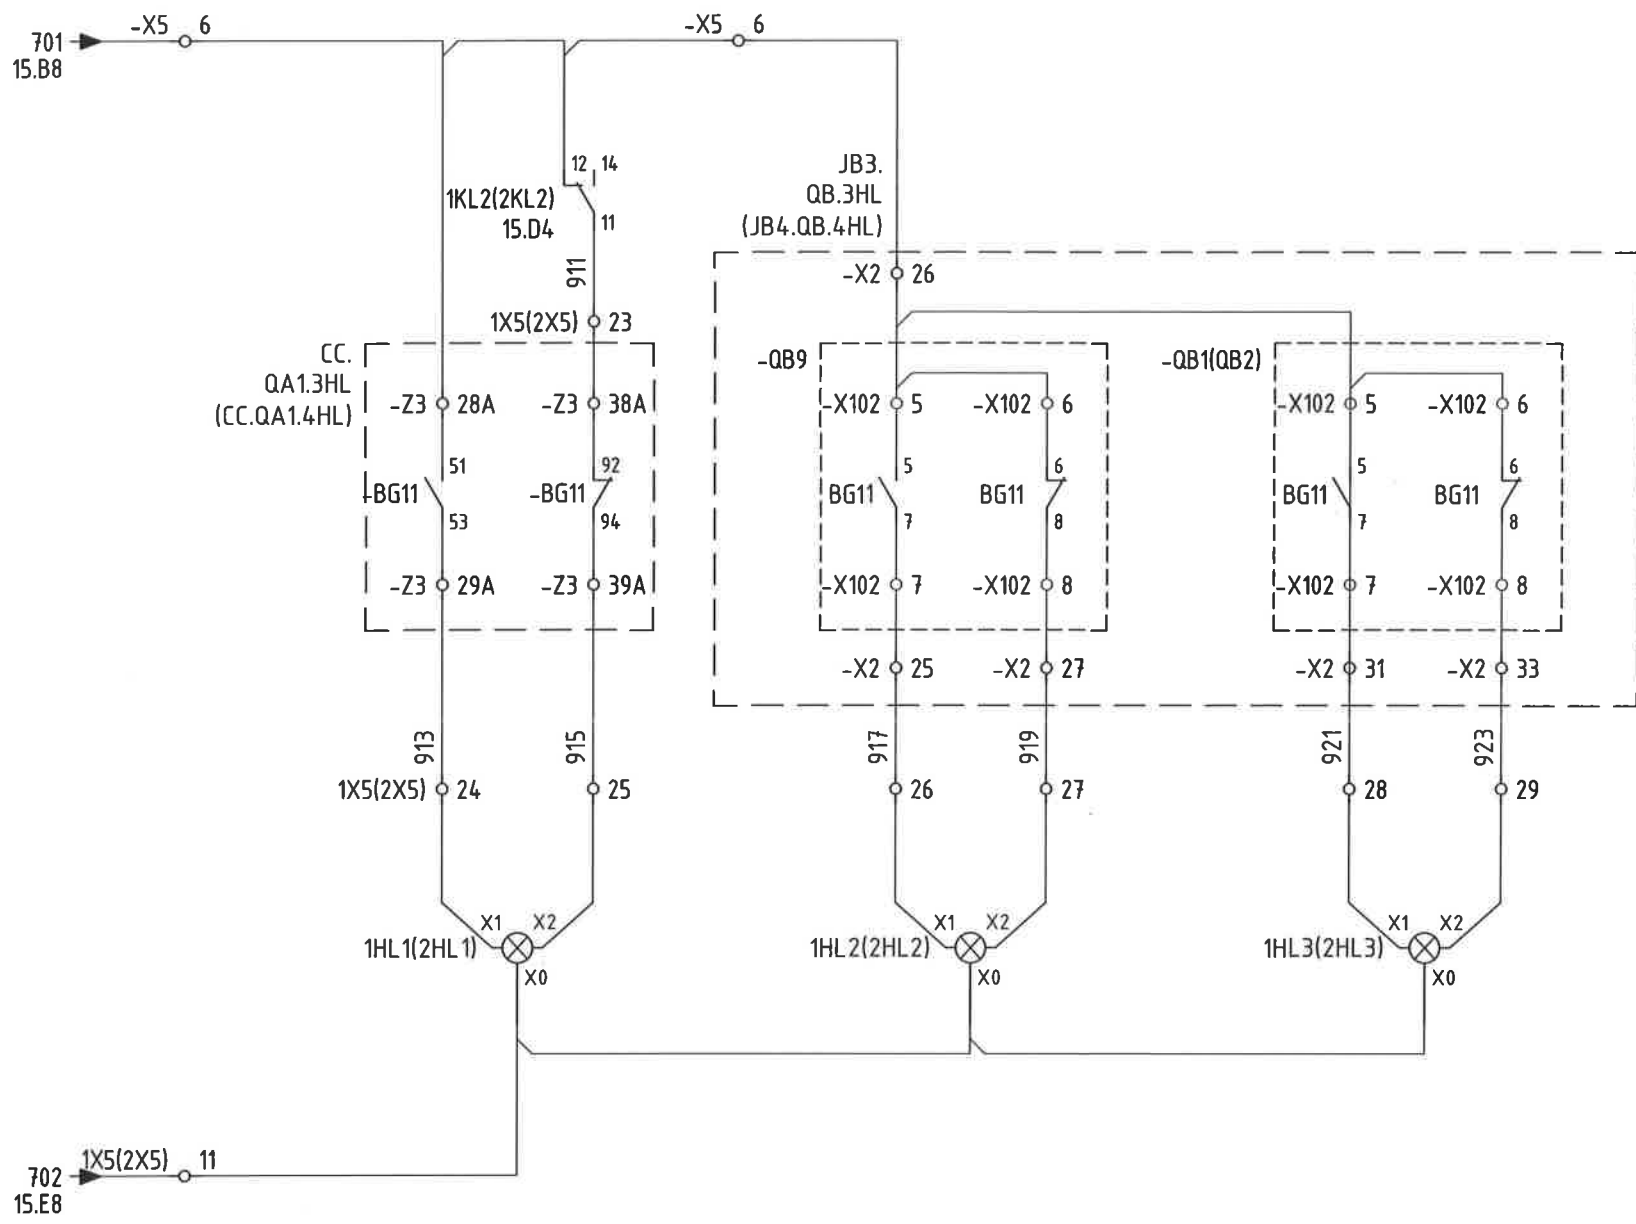 -X5 6
-X5 6
701
15.B8
12 14
1KL2(2KL2)
15.D4
11
911
JB3.
QB.3HL
(JB4.QB.4HL)
-X2 26
1X5(2X5) 23
CC.
QA1.3HL
(CC.QA1.4HL)
-QB9
-QB1(QB2)
-Z3 28A
-Z3 38A
-X102 5
-X102 6
-X102 5
-X102 6
51
92
5
6
5
6
-BG11
-BG11
BG11
BG11
BG11
BG11
53
94
7
8
7
8
-Z3 29A
-Z3 39A
-X102 7
-X102 8
-X102 7
-X102 8
-X2 25
-X2 27
-X2 31
-X2 33
913
915
917
919
921
923
1X5(2X5) 24
25
26
27
28
29
X1 X2
X1 X2
X1 X2
1HL1(2HL1)
1HL2(2HL2)
1HL3(2HL3)
X0
X0
X0
1X5(2X5) 11
702
15.E8